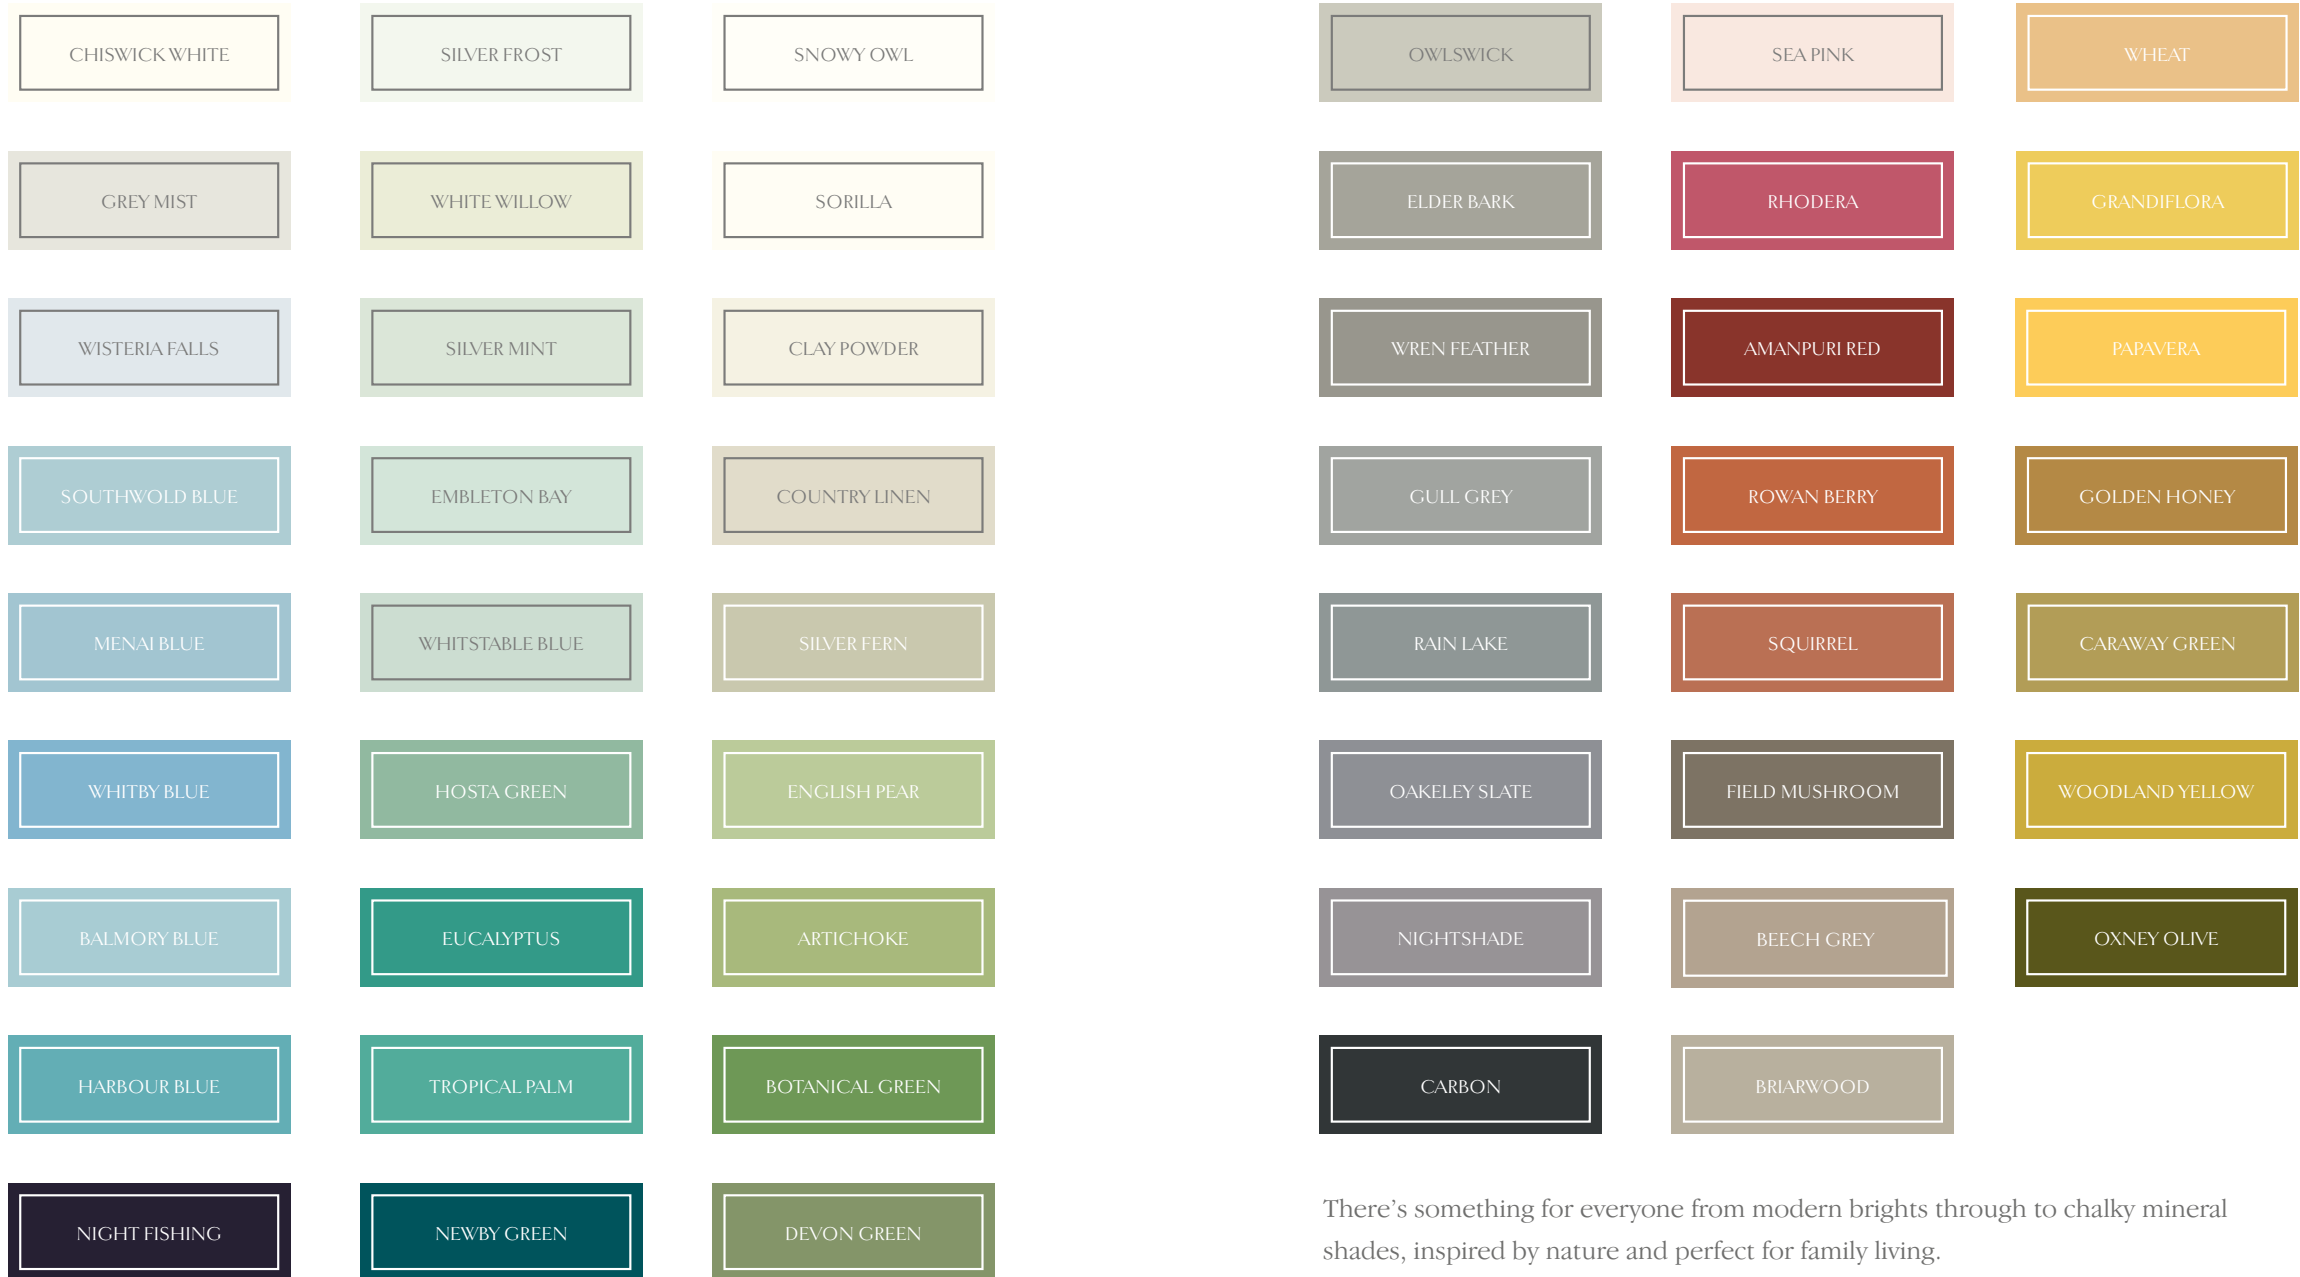 CHISWICK WHITE
SILVER FROST
SNOWY OWL
OWLSWICK
SEA PINK
WHEAT
GREY MIST
WHITE WILLOW
SORILLA
ELDER BARK
RHODERA
GRANDIFLORA
WISTERIA FALLS
SILVER MINT
CLAY POWDER
WREN FEATHER
AMANPURI RED
PAPAVERA
SOUTHWOLD BLUE
EMBLETON BAY
COUNTRY LINEN
GULL GREY
ROWAN BERRY
GOLDEN HONEY
MENAI BLUE
WHITSTABLE BLUE
SILVER FERN
RAIN LAKE
SQUIRREL
CARAWAY GREEN
WHITBY BLUE
HOSTA GREEN
ENGLISH PEAR
OAKELEY SLATE
FIELD MUSHROOM
WOODLAND YELLOW
BALMORY BLUE
EUCALYPTUS
ARTICHOKE
NIGHTSHADE
BEECH GREY
OXNEY OLIVE
HARBOUR BLUE
TROPICAL PALM
BOTANICAL GREEN
CARBON
BRIARWOOD
NIGHT FISHING
NEWBY GREEN
DEVON GREEN
There’s something for everyone from modern brights through to chalky mineral
shades, inspired by nature and perfect for family living.